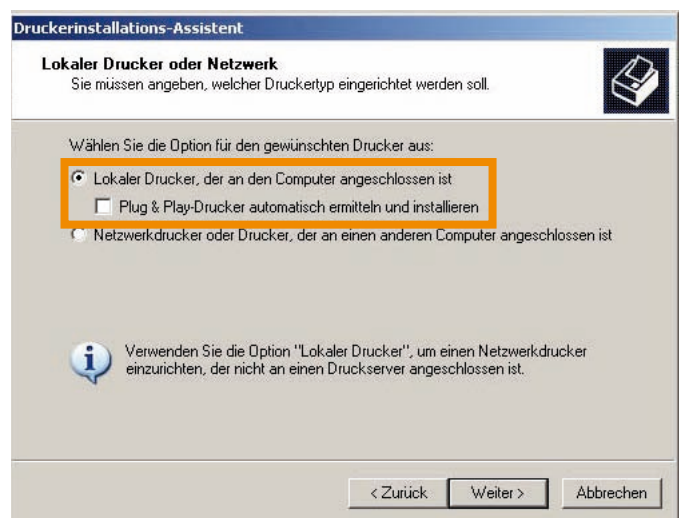 Druckerinstallations-Assistent
Lokaler Drucker oder Netzwerk
Sie müssen angeben, welcher Druckertyp eingerichtet werden soll.
Wählen Sie die Option für den gewünschten Drucker aus:
Lokaler Drucker, der an den Computer angeschlossen ist
Plug & Play-Drucker automatisch ermitteln und installieren
Netzwerkdrucker oder Drucker, der an einen anderen Computer angeschlossen ist
Verwenden Sie die Option "Lokaler Drucker", um einen Netzwerkdrucker
einzurichten, der nicht an einen Druckserver angeschlossen ist.
< Zurück Weiter > Abbrechen